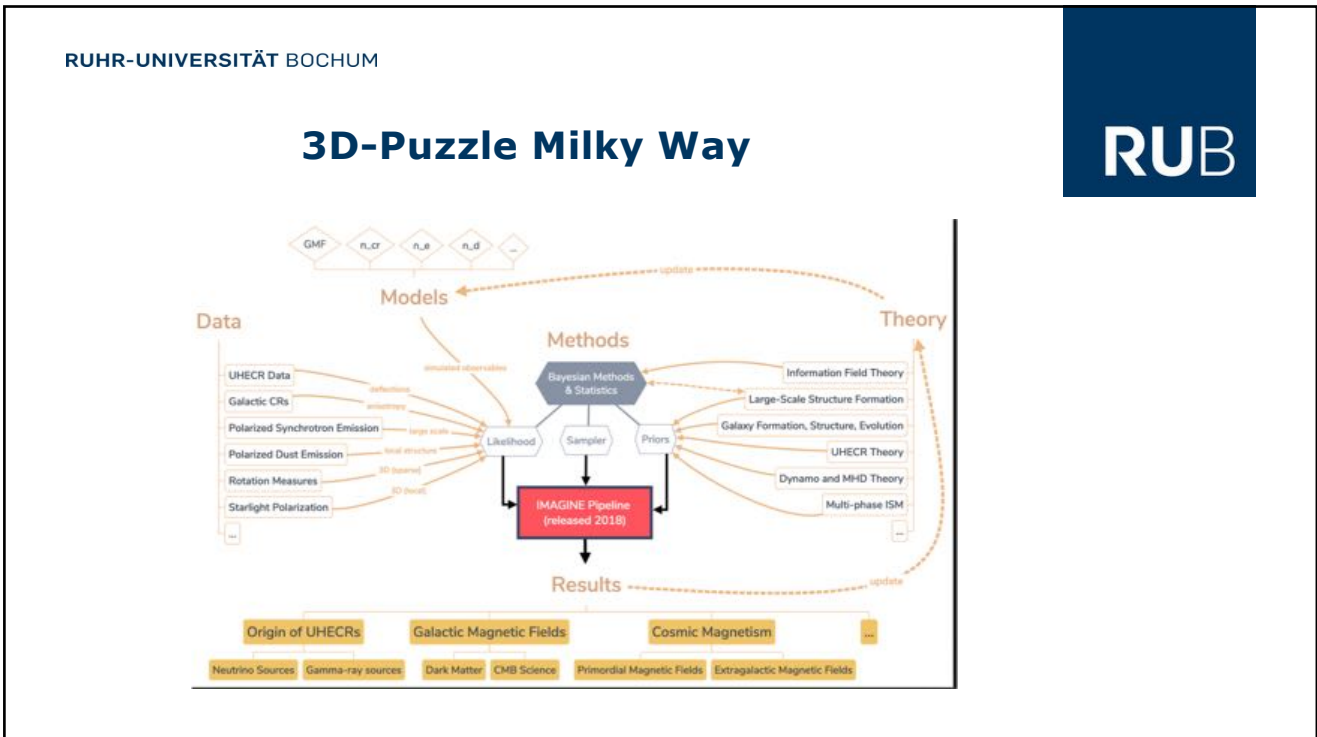 RUHR-UNIVERSITÄT BOCHUM
RUB
3D-Puzzle Milky Way
GMF
n_cr
n_e
n_d
...
update
Models
Data
Theory
Methods
simulated observables
Bayesian Methods
& Statistics
UHECR Data
Galactic CRs
Polarized Synchrotron Emission
Polarized Dust Emission
Rotation Measures
Starlight Polarization
...
deflections
anisotropy
large scale
local structure
3D (sparse)
3D (local)
Likelihood
Sampler
Priors
Information Field Theory
Large-Scale Structure Formation
Galaxy Formation, Structure, Evolution
UHECR Theory
Dynamo and MHD Theory
Multi-phase ISM
...
IMAGINE Pipeline
(released 2018)
Results
update
Origin of UHECRs
Galactic Magnetic Fields
Cosmic Magnetism
...
Neutrino Sources
Gamma-ray sources
Dark Matter
CMB Science
Primordial Magnetic Fields
Extragalactic Magnetic Fields